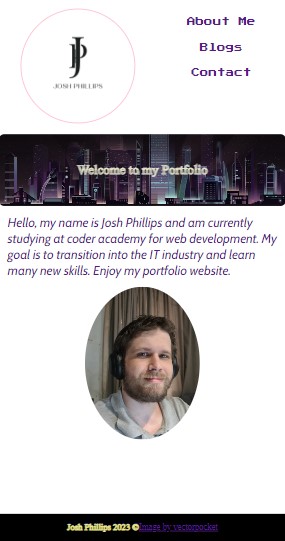 About Me
Blogs
Contact
JP
JOSH PHILLIPS
Welcome to my Portfolio
Hello, my name is Josh Phillips and am currently
studying at coder academy for web development. My
goal is to transition into the IT industry and learn
many new skills. Enjoy my portfolio website.
Josh Phillips 2023 ©Image by vectorpocket